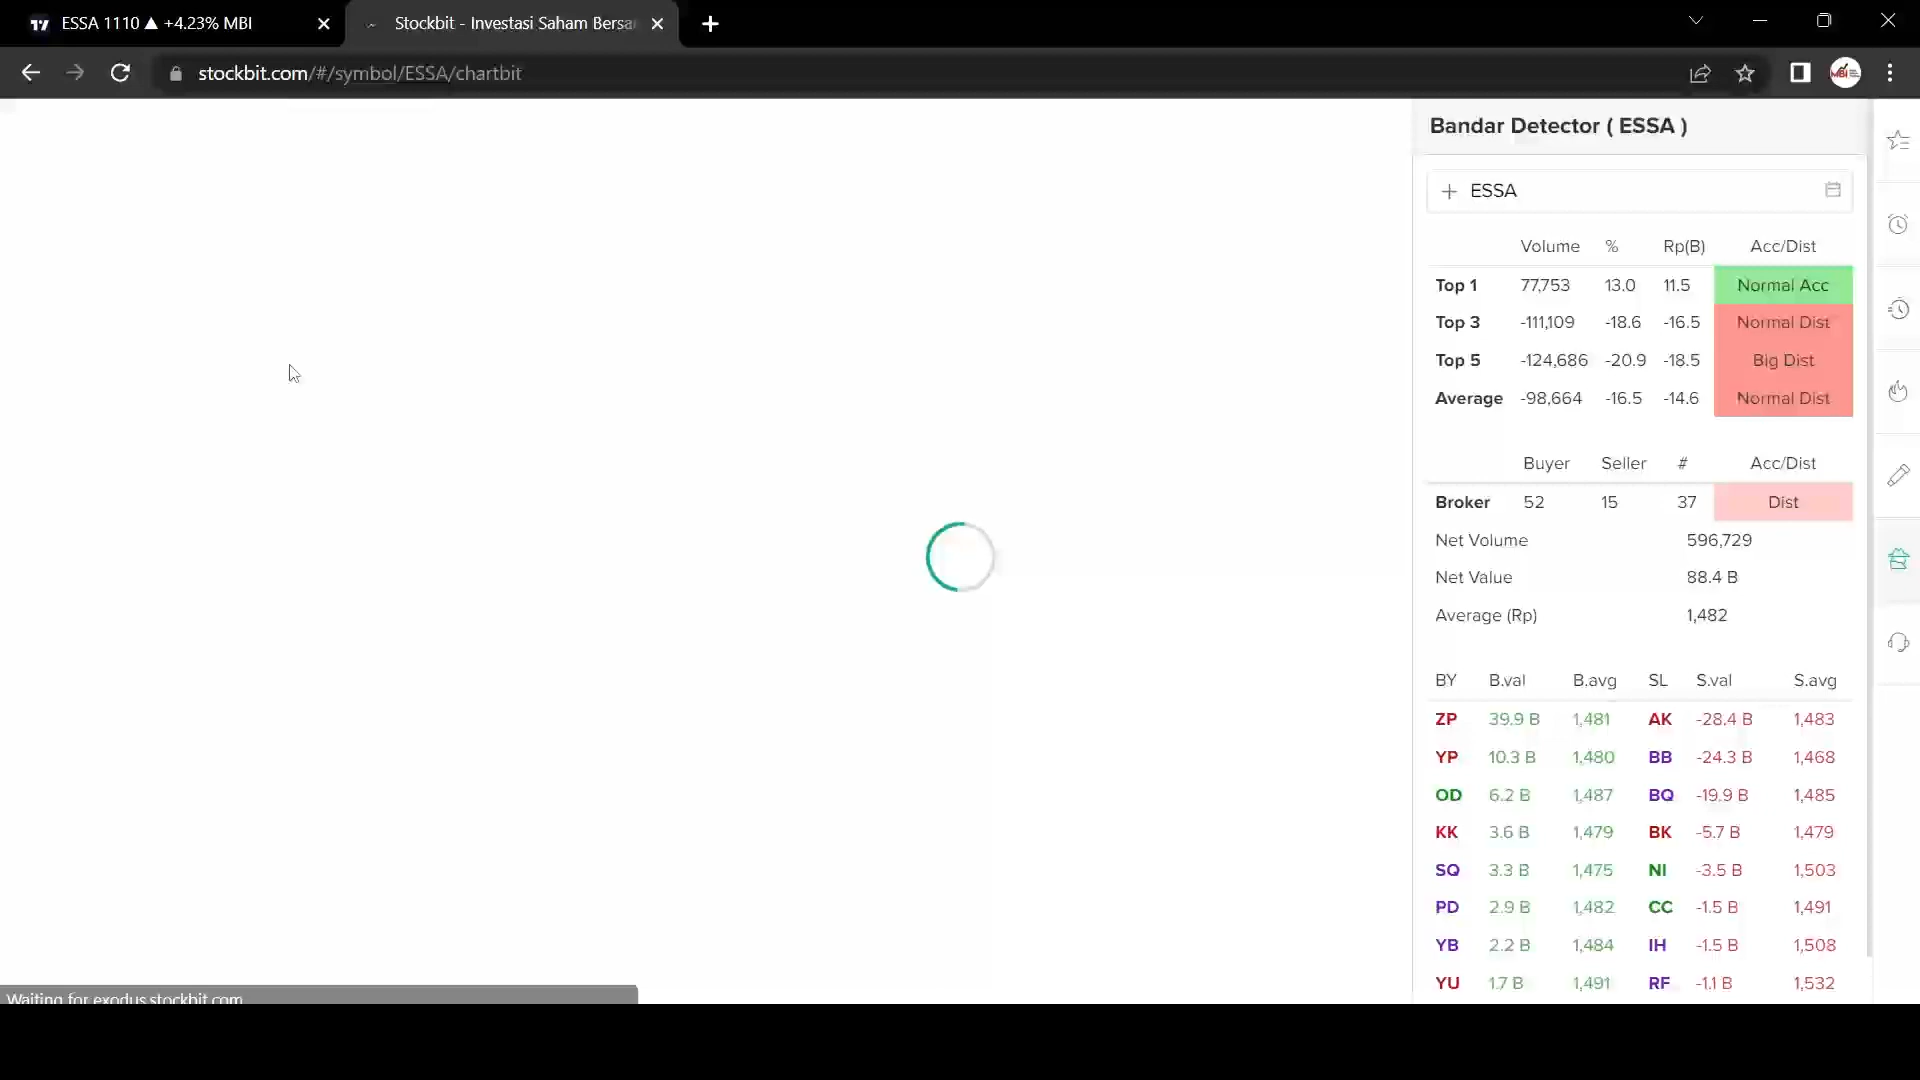 ESSA 1110 ▲ +4.23% MBI
Stockbit - Investasi Saham Bersa
stockbit.com/#/symbol/ESSA/chartbit
MBI
Bandar Detector ( ESSA )
+ ESSA
Volume % Rp(B) Acc/Dist
Top 1 77,753 13.0 11.5 Normal Acc
Top 3 -111,109 -18.6 -16.5 Normal Dist
Top 5 -124,686 -20.9 -18.5 Big Dist
Average -98,664 -16.5 -14.6 Normal Dist
Buyer Seller # Acc/Dist
Broker 52 15 37 Dist
Net Volume 596,729
Net Value 88.4 B
Average (Rp) 1,482
BY B.val B.avg SL S.val S.avg
ZP 39.9 B 1,481 AK -28.4 B 1,483
YP 10.3 B 1,480 BB -24.3 B 1,468
OD 6.2 B 1,487 BQ -19.9 B 1,485
KK 3.6 B 1,479 BK -5.7 B 1,479
SQ 3.3 B 1,475 NI -3.5 B 1,503
PD 2.9 B 1,482 CC -1.5 B 1,491
YB 2.2 B 1,484 IH -1.5 B 1,508
YU 1.7 B 1,491 RF -1.1 B 1,532
Waiting for exodus.stockbit.com